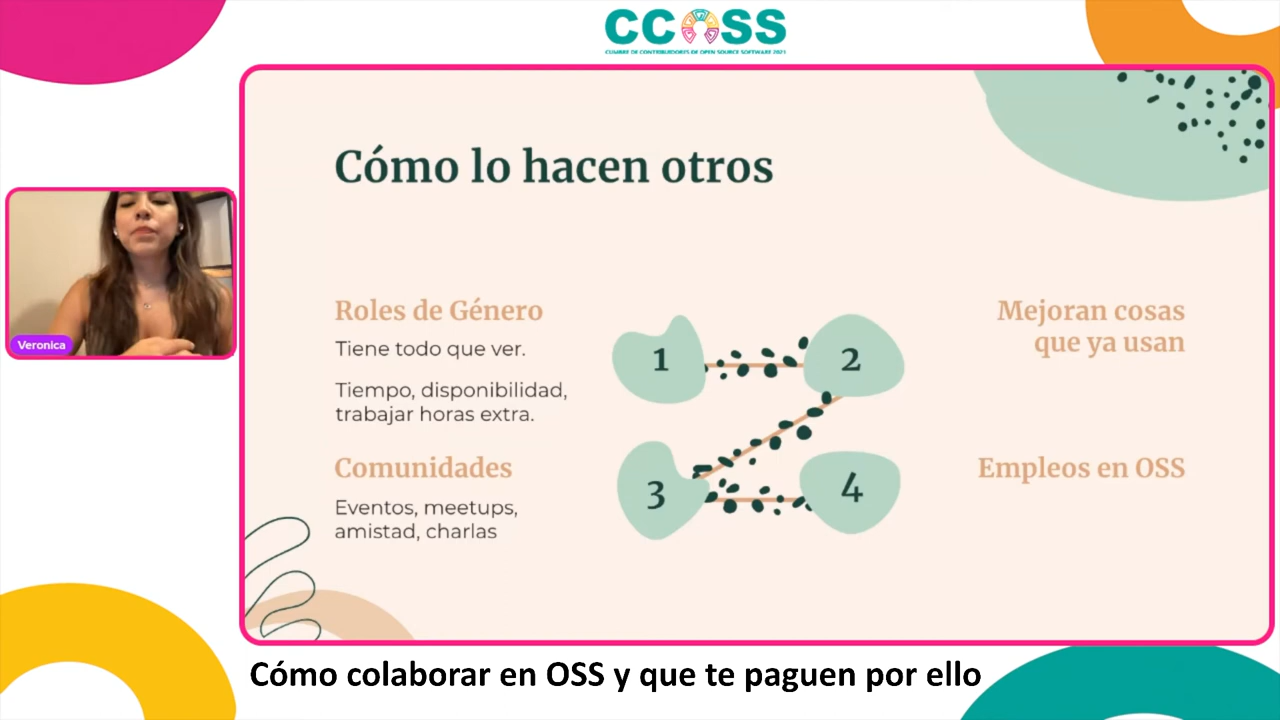 CCOSS
CUMBRE DE CONTRIBUIDORES DE OPEN SOURCE SOFTWARE 2021
Cómo lo hacen otros
Roles de Género
Tiene todo que ver.
Tiempo, disponibilidad,
trabajar horas extra.
1
2
Mejoran cosas
que ya usan
Comunidades
Eventos, meetups,
amistad, charlas
3
4
Empleos en OSS
Veronica
Cómo colaborar en OSS y que te paguen por ello